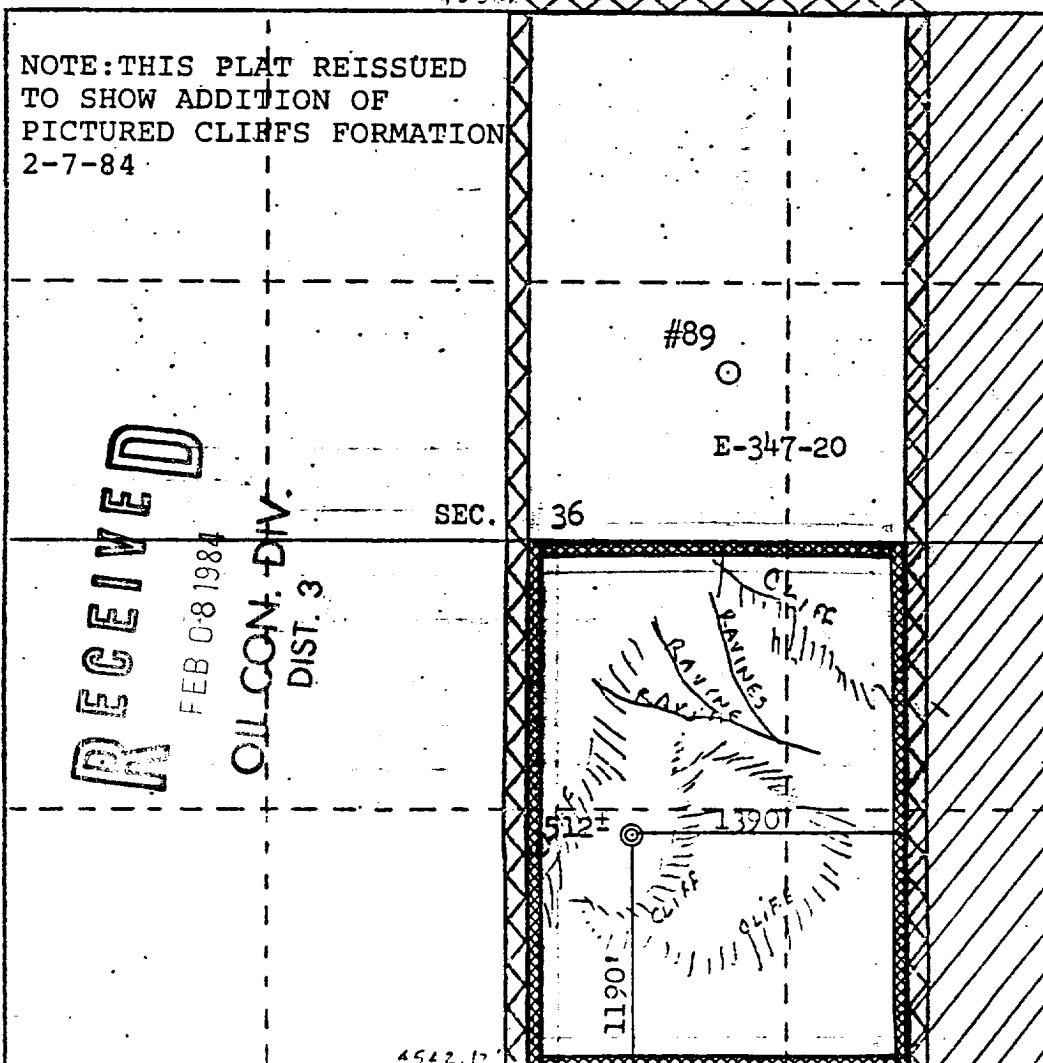 NOTE:THIS PLAT REISSUED
TO SHOW ADDITION OF
PICTURED CLIFFS FORMATION
2-7-84
#89
E-347-20
SEC. 36
RECEIVED
FEB 08 1984
OIL CON. DIV.
DIST. 3
CLIFF
RAVINES
RAVINE
512'±
1390'
CLIFF
CLIFF
1190'